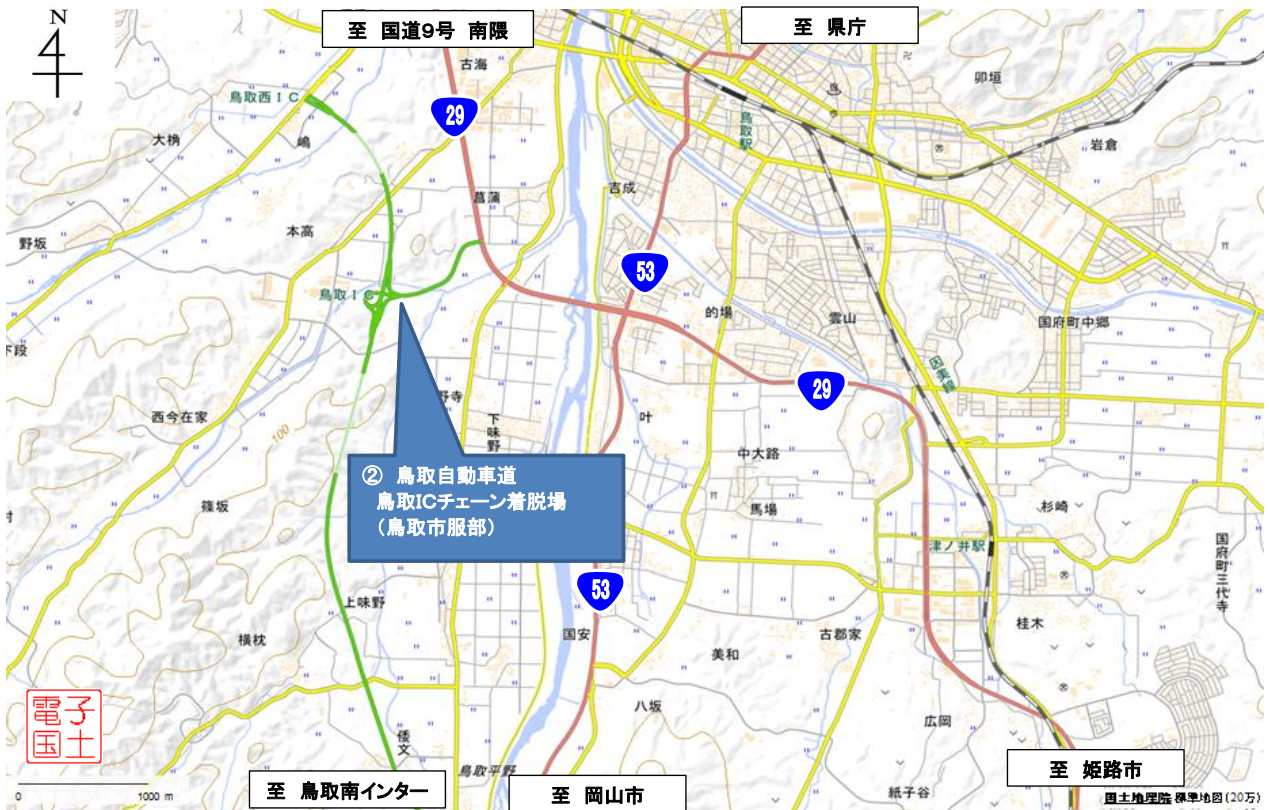 N
至 国道9号 南隈
至 県庁
古海
卯垣
鳥取西IC
29
大桷
嶋
鳥取駅
岩倉
吉成
菖蒲
本高
野坂
53
鳥取IC
的場
雲山
国府町中郷
下段
因美線
29
西今在家
100
野寺
下味野
叶
中大路
② 鳥取自動車道
鳥取ICチェーン着脱場
(鳥取市服部)
篠坂
馬場
杉崎
津ノ井駅
国府町三代寺
53
上味野
横枕
国安
古郡家
桂木
美和
電子国土
八坂
広岡
倭文
鳥取平野
至 姫路市
至 鳥取南インター
至 岡山市
紙子谷
0 1000 m
国土地理院 標準地図(20万)